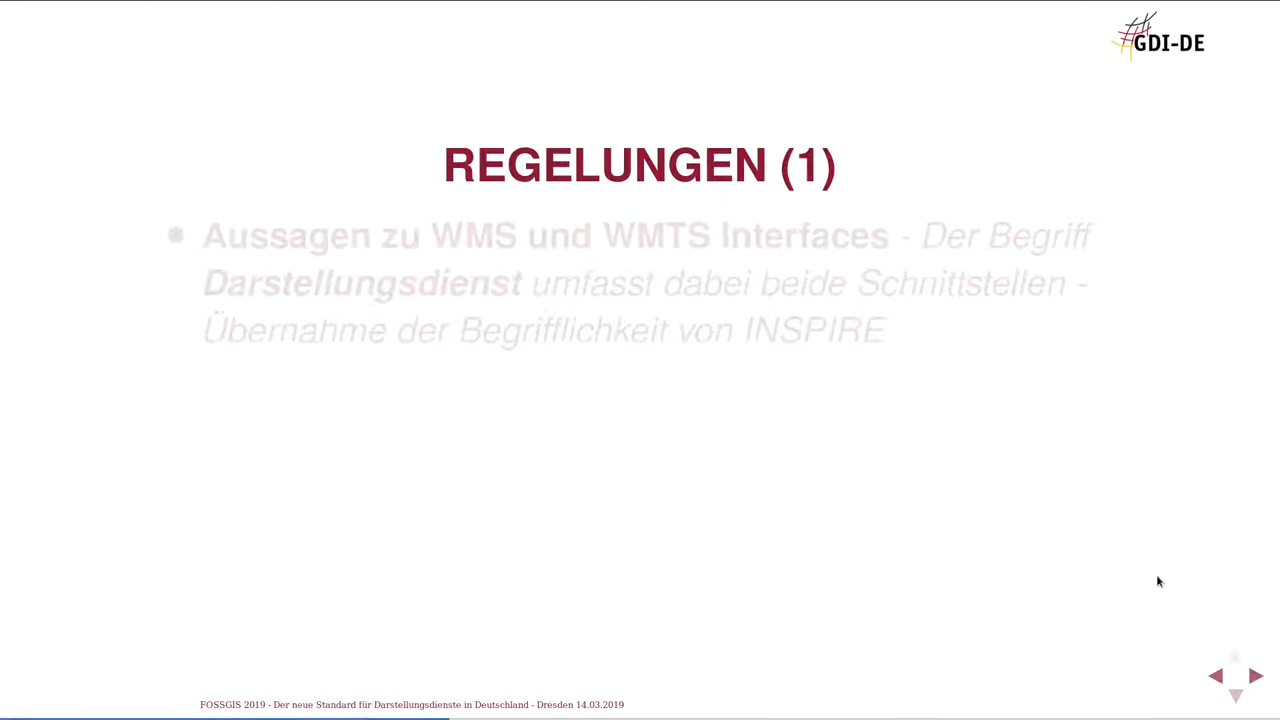 GDI-DE
REGELUNGEN (1)
Aussagen zu WMS und WMTS Interfaces - Der Begriff
Darstellungsdienst umfasst dabei beide Schnittstellen -
Übernahme der Begrifflichkeit von INSPIRE
FOSSGIS 2019 - Der neue Standard für Darstellungsdienste in Deutschland - Dresden 14.03.2019